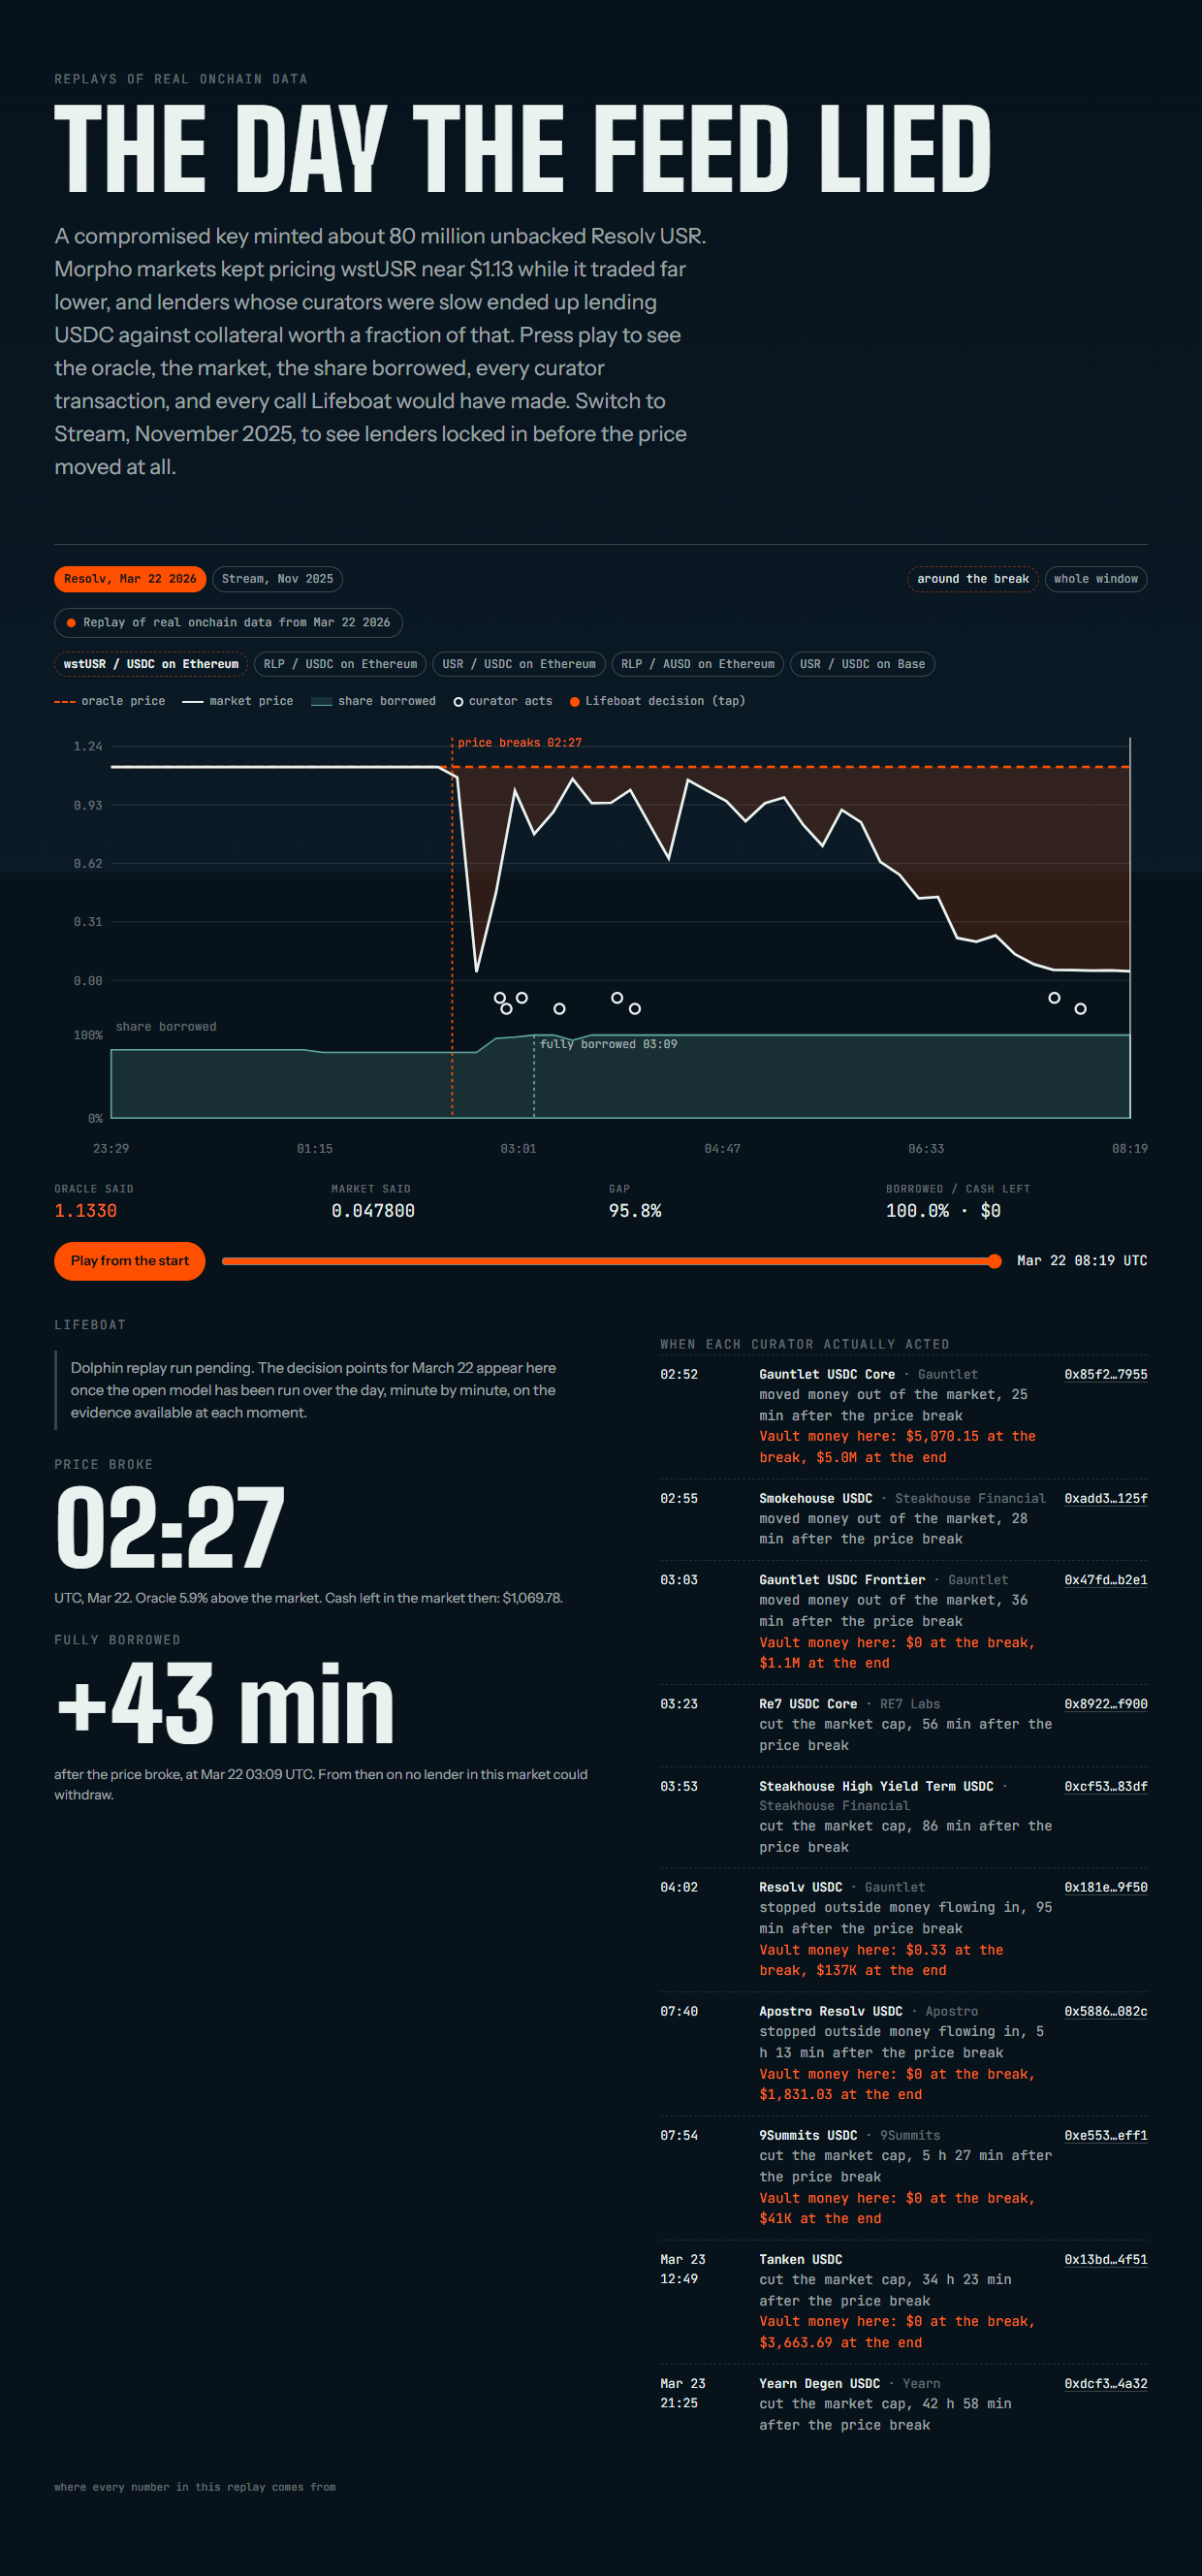 REPLAYS OF REAL ONCHAIN DATA
THE DAY THE FEED LIED
A compromised key minted about 80 million unbacked Resolv USR.
Morpho markets kept pricing wstUSR near $1.13 while it traded far
lower, and lenders whose curators were slow ended up lending
USDC against collateral worth a fraction of that. Press play to see
the oracle, the market, the share borrowed, every curator
transaction, and every call Lifeboat would have made. Switch to
Stream, November 2025, to see lenders locked in before the price
moved at all.
Resolv, Mar 22 2026
Stream, Nov 2025
around the break
whole window
Replay of real onchain data from Mar 22 2026
wstUSR / USDC on Ethereum
RLP / USDC on Ethereum
USR / USDC on Ethereum
RLP / AUSD on Ethereum
USR / USDC on Base
oracle price
market price
share borrowed
curator acts
Lifeboat decision (tap)
price breaks 02:27
1.24
0.93
0.62
0.31
0.00
share borrowed
100%
fully borrowed 03:09
0%
23:29
01:15
03:01
04:47
06:33
08:19
ORACLE SAID
1.1330
MARKET SAID
0.047800
GAP
95.8%
BORROWED / CASH LEFT
100.0% · $0
Play from the start
Mar 22 08:19 UTC
LIFEBOAT
Dolphin replay run pending. The decision points for March 22 appear here
once the open model has been run over the day, minute by minute, on the
evidence available at each moment.
PRICE BROKE
02:27
UTC, Mar 22. Oracle 5.9% above the market. Cash left in the market then: $1,069.78.
FULLY BORROWED
+43 min
after the price broke, at Mar 22 03:09 UTC. From then on no lender in this market could
withdraw.
WHEN EACH CURATOR ACTUALLY ACTED
02:52
Gauntlet USDC Core · Gauntlet
0x85f2…7955
moved money out of the market, 25
min after the price break
Vault money here: $5,070.15 at the
break, $5.0M at the end
02:55
Smokehouse USDC · Steakhouse Financial
0xadd3…125f
moved money out of the market, 28
min after the price break
03:03
Gauntlet USDC Frontier · Gauntlet
0x47fd…b2e1
moved money out of the market, 36
min after the price break
Vault money here: $0 at the break,
$1.1M at the end
03:23
Re7 USDC Core · RE7 Labs
0x8922…f900
cut the market cap, 56 min after the
price break
03:53
Steakhouse High Yield Term USDC ·
0xcf53…83df
Steakhouse Financial
cut the market cap, 86 min after the
price break
04:02
Resolv USDC · Gauntlet
0x181e…9f50
stopped outside money flowing in, 95
min after the price break
Vault money here: $0.33 at the
break, $137K at the end
07:40
Apostro Resolv USDC · Apostro
0x5886…082c
stopped outside money flowing in, 5
h 13 min after the price break
Vault money here: $0 at the break,
$1,831.03 at the end
07:54
9Summits USDC · 9Summits
0xe553…eff1
cut the market cap, 5 h 27 min after
the price break
Vault money here: $0 at the break,
$41K at the end
Mar 23
12:49
Tanken USDC
0x13bd…4f51
cut the market cap, 34 h 23 min
after the price break
Vault money here: $0 at the break,
$3,663.69 at the end
Mar 23
21:25
Yearn Degen USDC · Yearn
0xdcf3…4a32
cut the market cap, 42 h 58 min
after the price break
where every number in this replay comes from